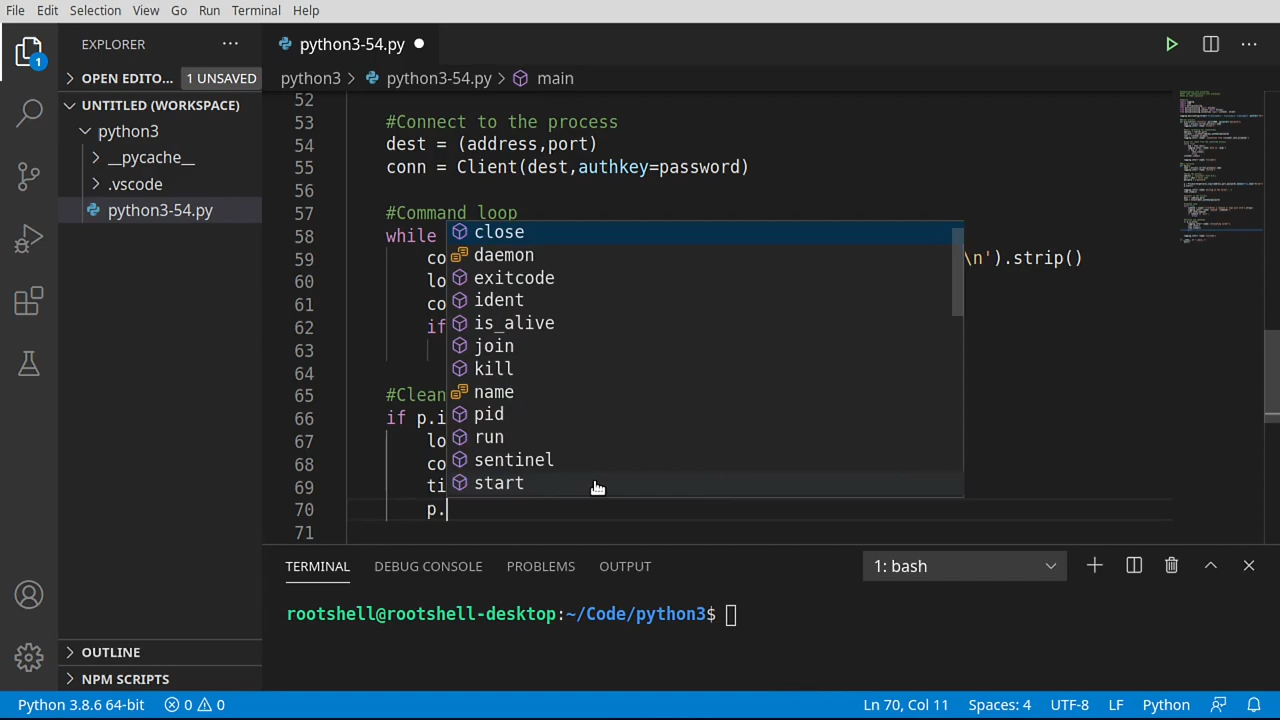 File Edit Selection View Go Run Terminal Help
EXPLORER
python3-54.py
OPEN EDITO... 1 UNSAVED
python3 > python3-54.py > main
UNTITLED (WORKSPACE)
python3
__pycache__
.vscode
python3-54.py
52
53 #Connect to the process
54 dest = (address,port)
55 conn = Client(dest,authkey=password)
56
57 #Command loop
58 while
59 co \n').strip()
60 lo
61 co
62 if
63
64
65 #Clean
66 if p.i
67 lo
68 co
69 ti
70 p.
71
close
daemon
exitcode
ident
is_alive
join
kill
name
pid
run
sentinel
start
TERMINAL DEBUG CONSOLE PROBLEMS OUTPUT 1: bash
rootshell@rootshell-desktop:~/Code/python3$
OUTLINE
NPM SCRIPTS
1
Python 3.8.6 64-bit 0 0 Ln 70, Col 11 Spaces: 4 UTF-8 LF Python